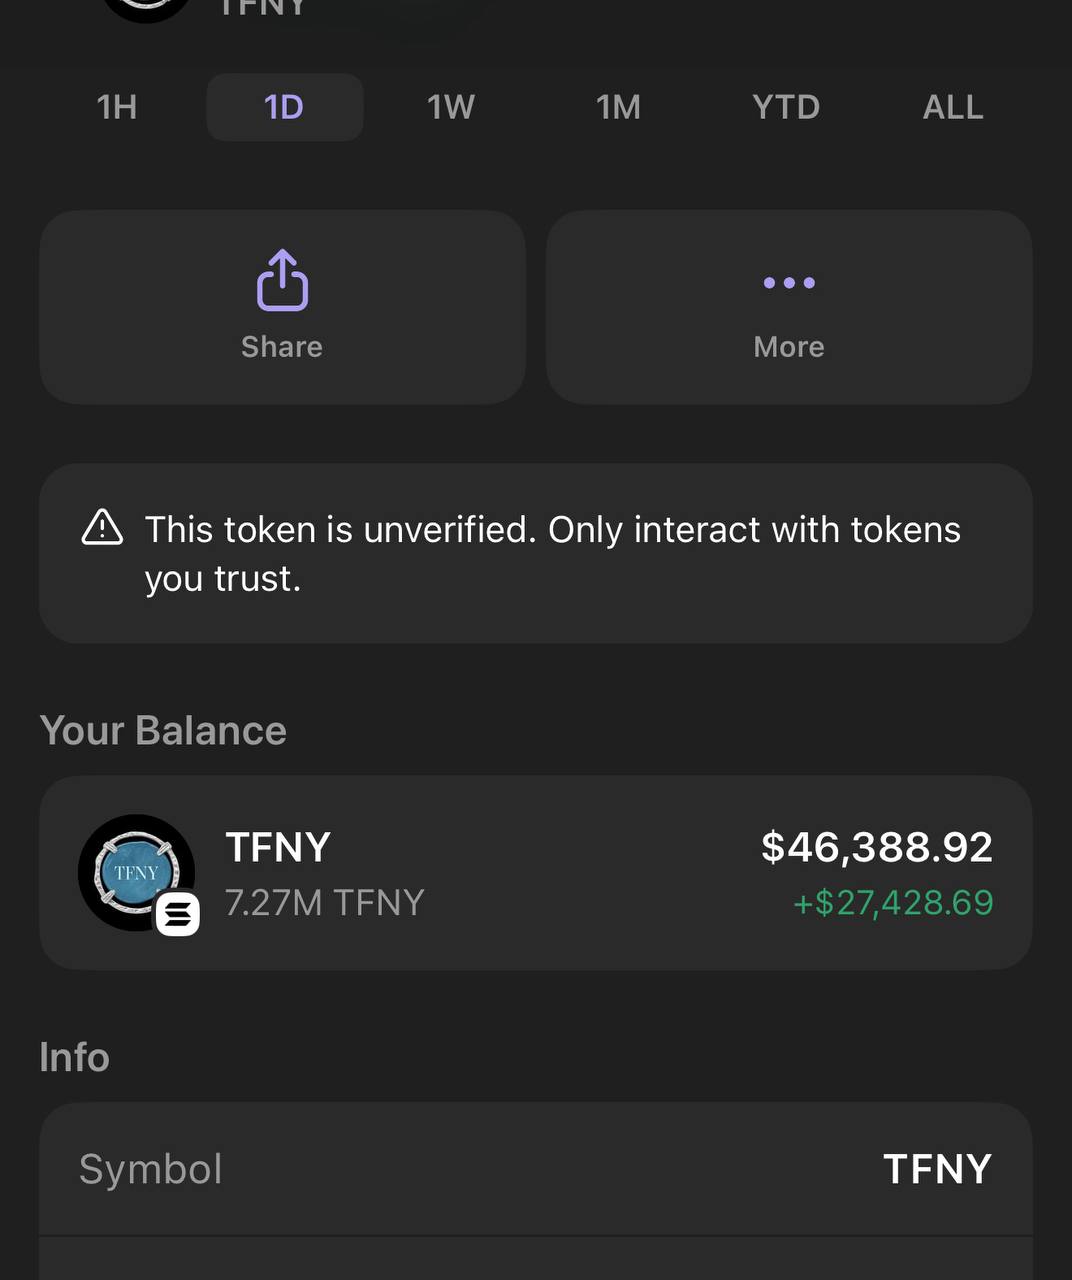 TFNY
1H 1D 1W 1M YTD ALL
Share More
This token is unverified. Only interact with tokens
you trust.
Your Balance
TFNY
TFNY $46,388.92
7.27M TFNY +$27,428.69
Info
Symbol TFNY